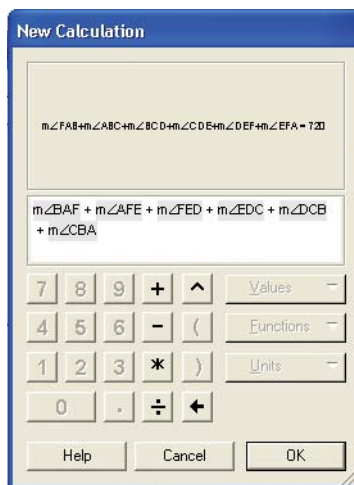 New Calculation
m∠FAB+m∠ABC+m∠BCD+m∠CDE+m∠DEF+m∠EFA = 720
m∠BAF + m∠AFE + m∠FED + m∠EDC + m∠DCB
+ m∠CBA
7 8 9 + ^ Values
4 5 6 - ( Functions
1 2 3 * ) Units
0 . ÷ ←
Help Cancel OK